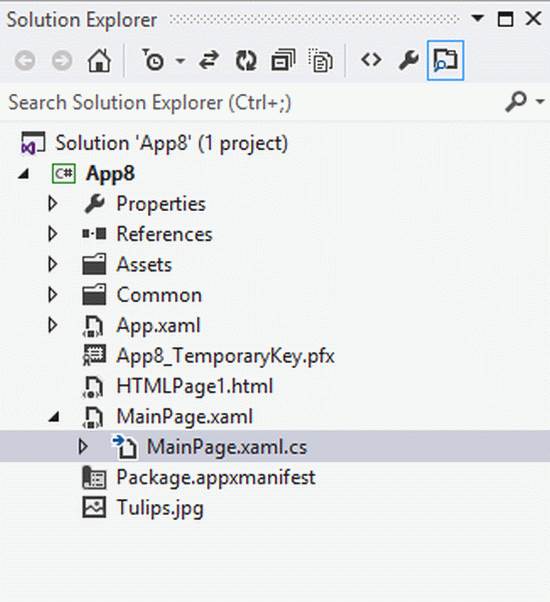 Solution Explorer
Search Solution Explorer (Ctrl+;)
Solution 'App8' (1 project)
C# App8
Properties
References
Assets
Common
App.xaml
App8_TemporaryKey.pfx
HTMLPage1.html
MainPage.xaml
MainPage.xaml.cs
Package.appxmanifest
Tulips.jpg